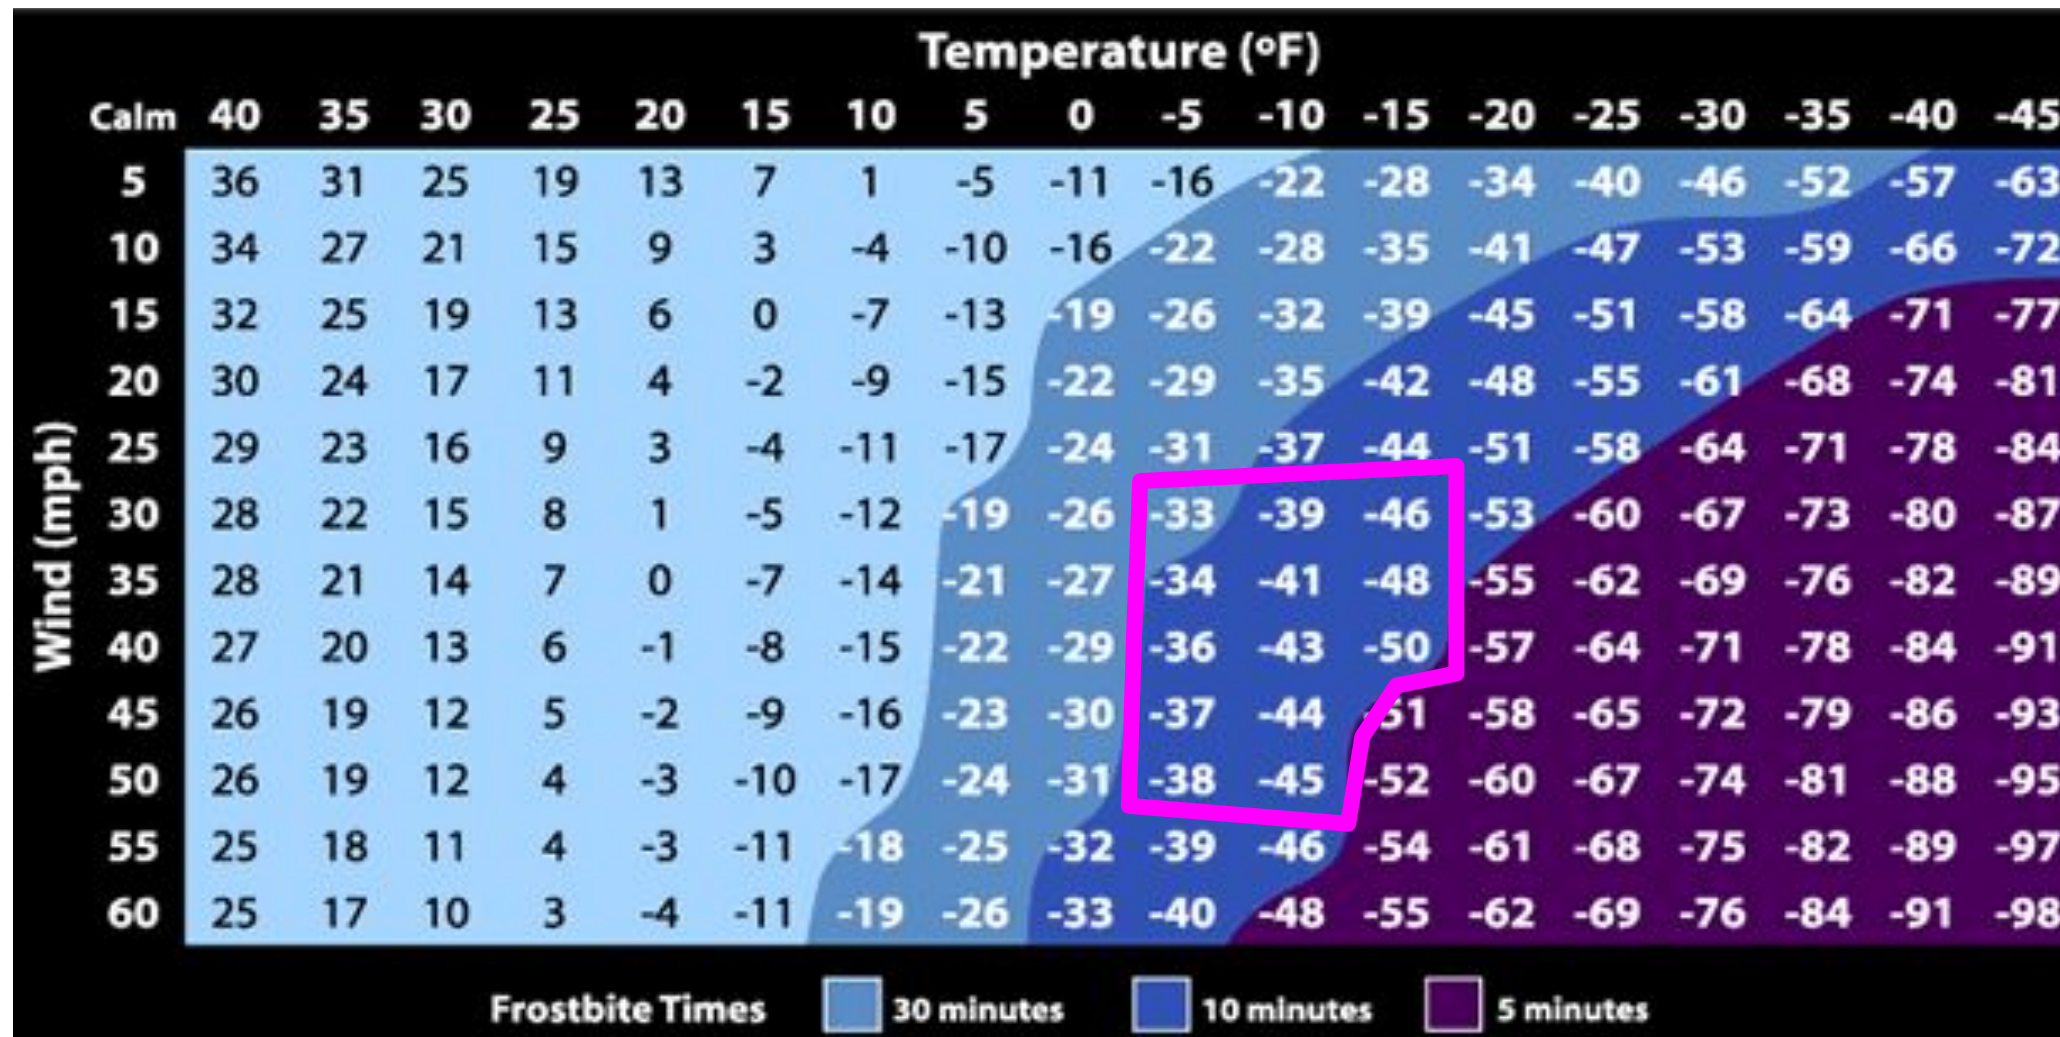 Temperature (ºF)
Calm 40 35 30 25 20 15 10 5 0 -5 -10 -15 -20 -25 -30 -35 -40 -45
5 36 31 25 19 13 7 1 -5 -11 -16 -22 -28 -34 -40 -46 -52 -57 -63
10 34 27 21 15 9 3 -4 -10 -16 -22 -28 -35 -41 -47 -53 -59 -66 -72
15 32 25 19 13 6 0 -7 -13 -19 -26 -32 -39 -45 -51 -58 -64 -71 -77
20 30 24 17 11 4 -2 -9 -15 -22 -29 -35 -42 -48 -55 -61 -68 -74 -81
25 29 23 16 9 3 -4 -11 -17 -24 -31 -37 -44 -51 -58 -64 -71 -78 -84
30 28 22 15 8 1 -5 -12 -19 -26 -33 -39 -46 -53 -60 -67 -73 -80 -87
35 28 21 14 7 0 -7 -14 -21 -27 -34 -41 -48 -55 -62 -69 -76 -82 -89
40 27 20 13 6 -1 -8 -15 -22 -29 -36 -43 -50 -57 -64 -71 -78 -84 -91
45 26 19 12 5 -2 -9 -16 -23 -30 -37 -44 -51 -58 -65 -72 -79 -86 -93
50 26 19 12 4 -3 -10 -17 -24 -31 -38 -45 -52 -60 -67 -74 -81 -88 -95
55 25 18 11 4 -3 -11 -18 -25 -32 -39 -46 -54 -61 -68 -75 -82 -89 -97
60 25 17 10 3 -4 -11 -19 -26 -33 -40 -48 -55 -62 -69 -76 -84 -91 -98
Wind (mph)
Frostbite Times 30 minutes 10 minutes 5 minutes